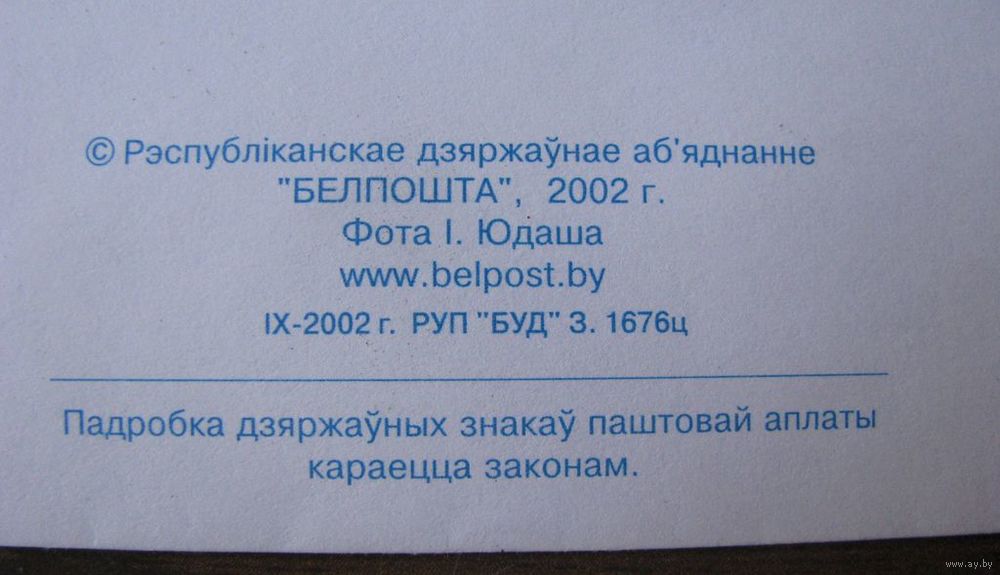 © Рэспубліканскае дзяржаўнае аб'яднанне
"БЕЛПОШТА", 2002 г.
Фота І. Юдаша
www.belpost.by
ІХ-2002 г. РУП "БУД" З. 1676ц
Падробка дзяржаўных знакаў паштовай аплаты
караецца законам.
www.ay.by